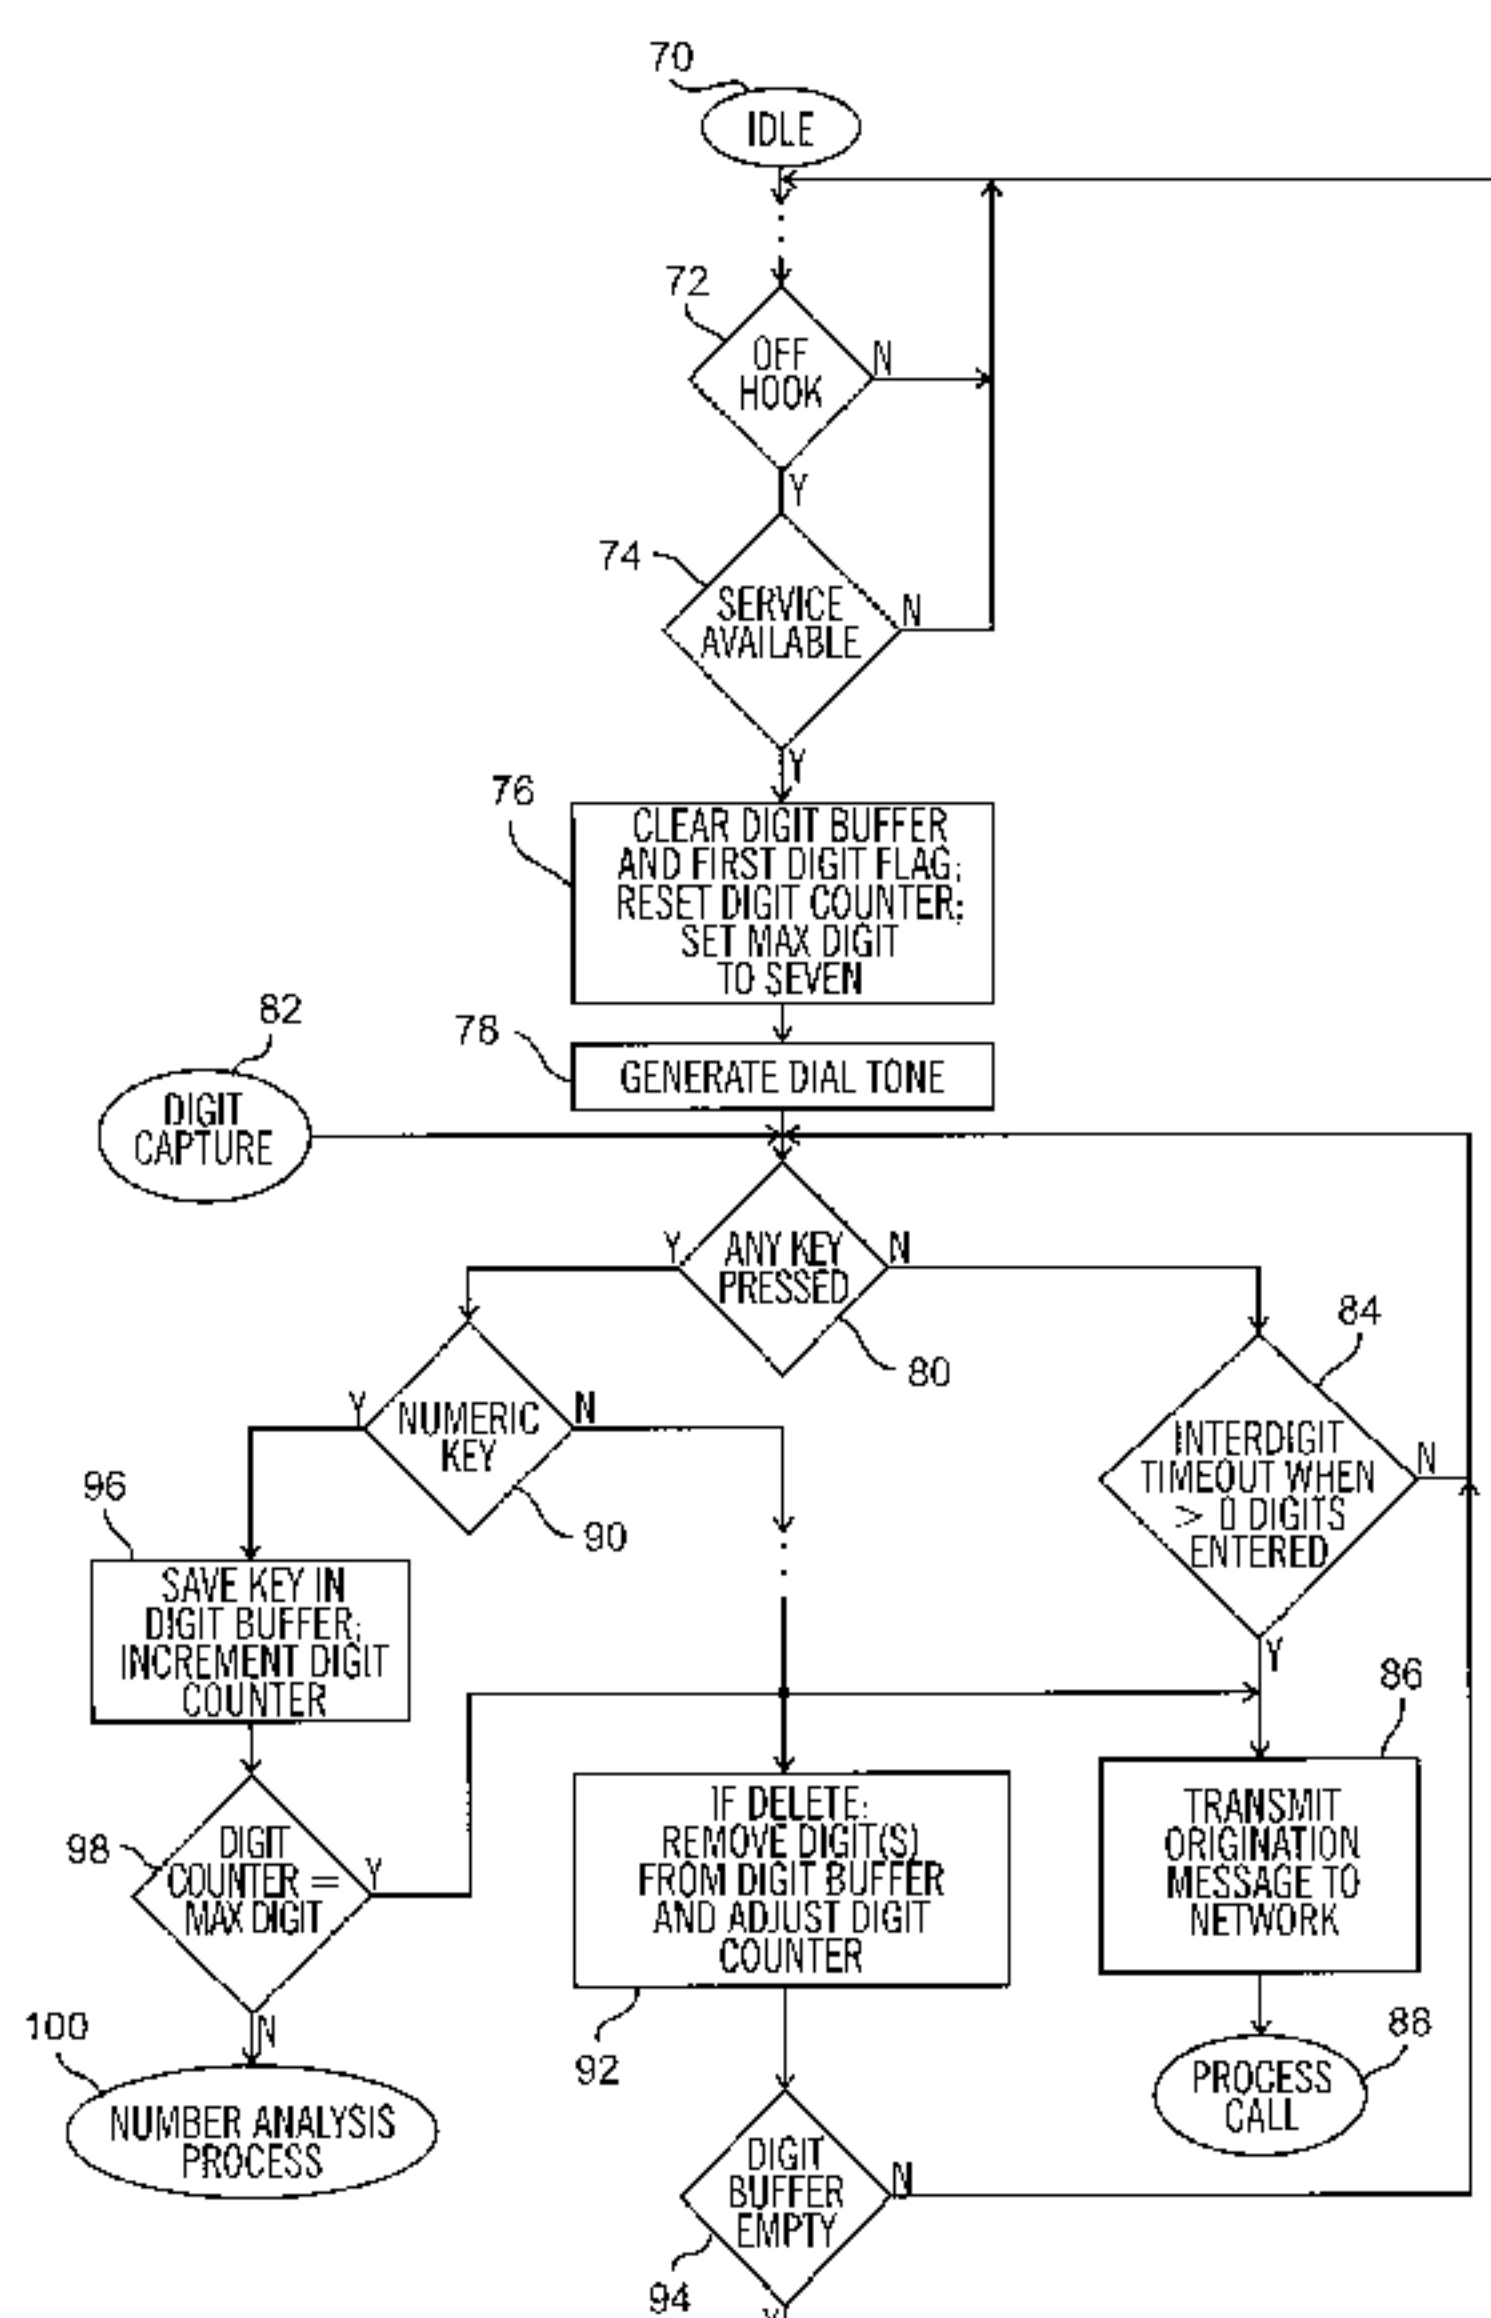 70
IDLE
72
OFF
HOOK
N
Y
74
SERVICE
AVAILABLE
N
Y
76
CLEAR DIGIT BUFFER
AND FIRST DIGIT FLAG;
RESET DIGIT COUNTER;
SET MAX DIGIT
TO SEVEN
78
GENERATE DIAL TONE
82
DIGIT
CAPTURE
Y
ANY KEY
PRESSED
N
80
84
INTERDIGIT
TIMEOUT WHEN
> 0 DIGITS
ENTERED
N
Y
Y
NUMERIC
KEY
N
90
96
SAVE KEY IN
DIGIT BUFFER;
INCREMENT DIGIT
COUNTER
86
TRANSMIT
ORIGINATION
MESSAGE TO
NETWORK
98
DIGIT
COUNTER =
MAX DIGIT
Y
N
IF DELETE:
REMOVE DIGIT(S)
FROM DIGIT BUFFER
AND ADJUST DIGIT
COUNTER
92
88
PROCESS
CALL
100
NUMBER ANALYSIS
PROCESS
DIGIT
BUFFER
EMPTY
N
94
Y